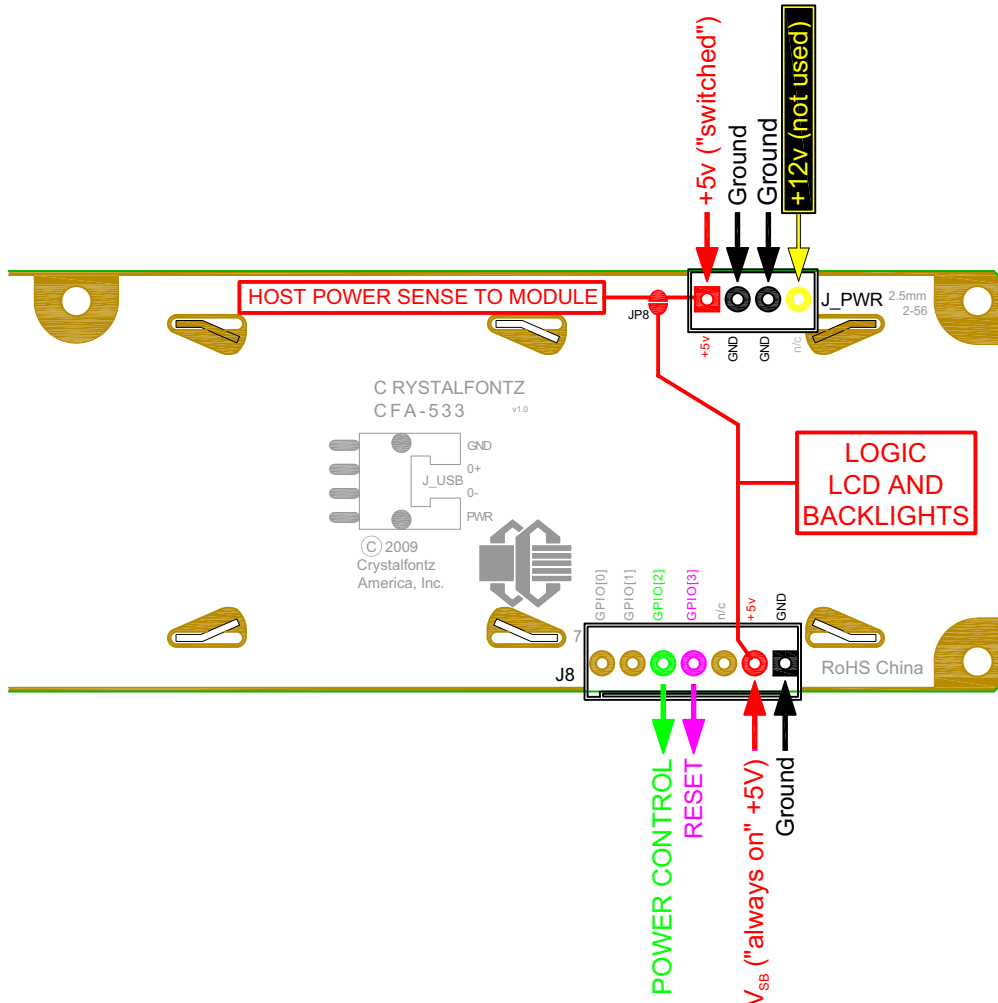 +5v ("switched")
Ground
Ground
+12v (not used)
HOST POWER SENSE TO MODULE
JP8
J_PWR
2.5mm
2-56
+5v
GND
GND
n/c
C RYSTALFONTZ
CFA-533
v1.0
GND
0+
J_USB
0-
PWR
LOGIC
LCD AND
BACKLIGHTS
C 2009
Crystalfontz
America, Inc.
GPIO[0]
GPIO[1]
GPIO[2]
GPIO[3]
n/c
+5v
GND
7
J8
RoHS China
POWER CONTROL
RESET
VSB ("always on" +5V)
Ground